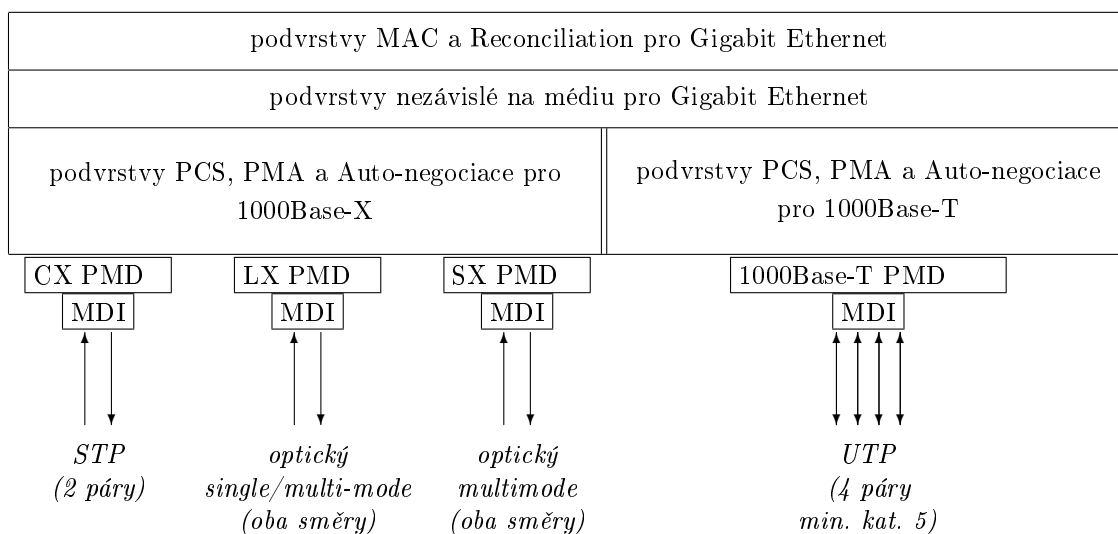 podvrstvy MAC a Reconciliation pro Gigabit Ethernet
podvrstvy nezávislé na médiu pro Gigabit Ethernet
podvrstvy PCS, PMA a Auto-negociace pro
1000Base-X
podvrstvy PCS, PMA a Auto-negociace
pro 1000Base-T
CX PMD
MDI
LX PMD
MDI
SX PMD
MDI
1000Base-T PMD
MDI
STP
(2 páry)
optický
single/multi-mode
(oba směry)
optický
multimode
(oba směry)
UTP
(4 páry
min. kat. 5)